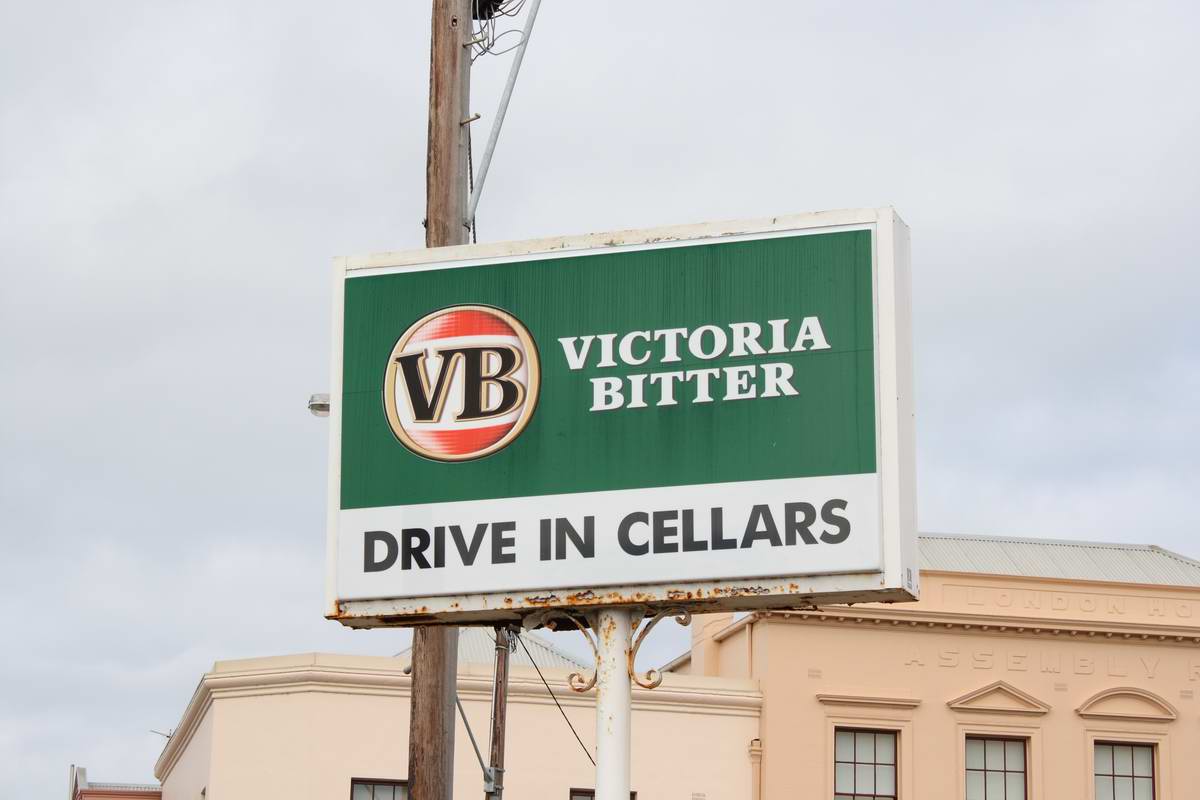 VB
VICTORIA
BITTER
DRIVE IN CELLARS
LONDON
ASSEMBLY